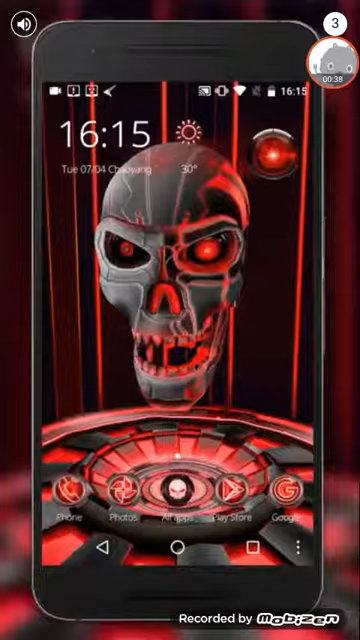 3
00:38
16:15
16:15
Tue 07/04 Chaoyang
30°
Phone
Photos
All apps
Play Store
Google
Recorded by mobizen